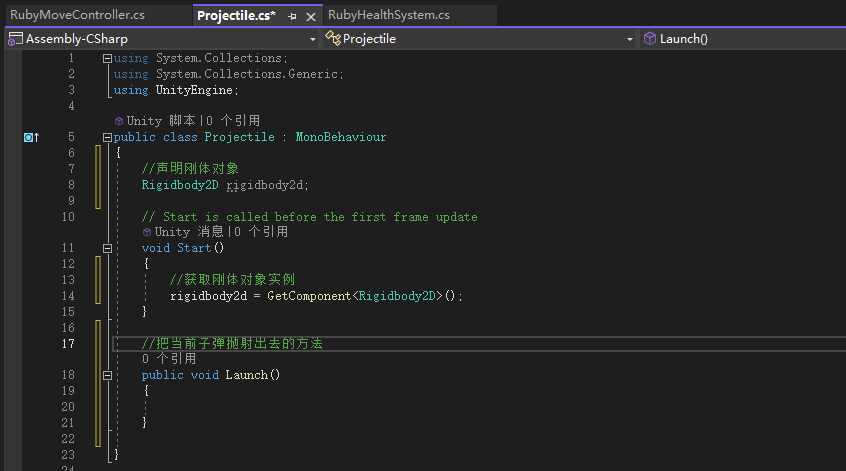 RubyMoveController.cs Projectile.cs* RubyHealthSystem.cs
Assembly-CSharp Projectile Launch()
1 using System.Collections;
2 using System.Collections.Generic;
3 using UnityEngine;
4
Unity 脚本|0 个引用
5 public class Projectile : MonoBehaviour
6 {
7 //声明刚体对象
8 Rigidbody2D rigidbody2d;
9
10 // Start is called before the first frame update
Unity 消息|0 个引用
11 void Start()
12 {
13 //获取刚体对象实例
14 rigidbody2d = GetComponent<Rigidbody2D>();
15 }
16
17 //把当前子弹抛射出去的方法
0 个引用
18 public void Launch()
19 {
20
21 }
22
23 }
24